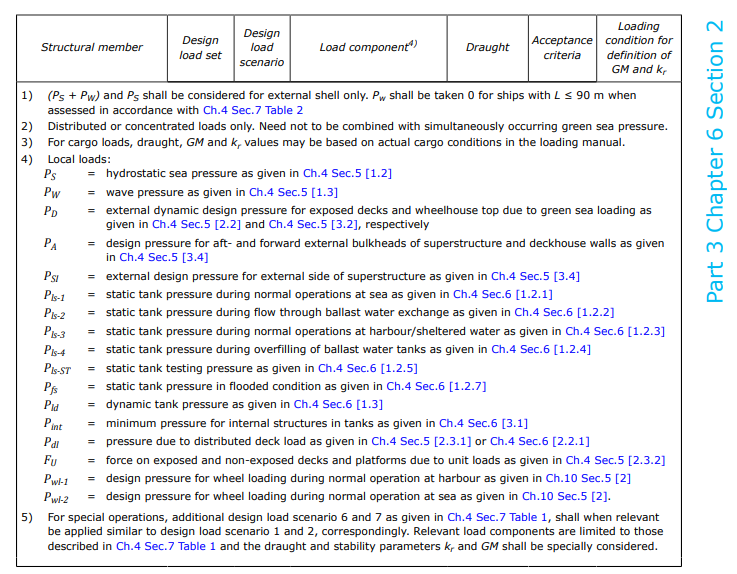 Structural member
Design
load set
Design
load
scenario
Load component4)
Draught
Acceptance
criteria
Loading
condition for
definition of
GM and kr
1) (PS + PW) and PS shall be considered for external shell only. Pw shall be taken 0 for ships with L ≤ 90 m when
assessed in accordance with Ch.4 Sec.7 Table 2
2) Distributed or concentrated loads only. Need not to be combined with simultaneously occurring green sea pressure.
3) For cargo loads, draught, GM and kr values may be based on actual cargo conditions in the loading manual.
4) Local loads:
PS = hydrostatic sea pressure as given in Ch.4 Sec.5 [1.2]
PW = wave pressure as given in Ch.4 Sec.5 [1.3]
PD = external dynamic design pressure for exposed decks and wheelhouse top due to green sea loading as
given in Ch.4 Sec.5 [2.2] and Ch.4 Sec.5 [3.2], respectively
PA = design pressure for aft- and forward external bulkheads of superstructure and deckhouse walls as given
in Ch.4 Sec.5 [3.4]
PSI = external design pressure for external side of superstructure as given in Ch.4 Sec.5 [3.4]
Pls-1 = static tank pressure during normal operations at sea as given in Ch.4 Sec.6 [1.2.1]
Pls-2 = static tank pressure during flow through ballast water exchange as given in Ch.4 Sec.6 [1.2.2]
Pls-3 = static tank pressure during normal operations at harbour/sheltered water as given in Ch.4 Sec.6 [1.2.3]
Pls-4 = static tank pressure during overfilling of ballast water tanks as given in Ch.4 Sec.6 [1.2.4]
Pls-ST = static tank testing pressure as given in Ch.4 Sec.6 [1.2.5]
Pfs = static tank pressure in flooded condition as given in Ch.4 Sec.6 [1.2.7]
Pld = dynamic tank pressure as given in Ch.4 Sec.6 [1.3]
Pint = minimum pressure for internal structures in tanks as given in Ch.4 Sec.6 [3.1]
Pdl = pressure due to distributed deck load as given in Ch.4 Sec.5 [2.3.1] or Ch.4 Sec.6 [2.2.1]
FU = force on exposed and non-exposed decks and platforms due to unit loads as given in Ch.4 Sec.5 [2.3.2]
Pwl-1 = design pressure for wheel loading during normal operation at harbour as given in Ch.10 Sec.5 [2]
Pwl-2 = design pressure for wheel loading during normal operation at sea as given in Ch.10 Sec.5 [2].
5) For special operations, additional design load scenario 6 and 7 as given in Ch.4 Sec.7 Table 1, shall when relevant
be applied similar to design load scenario 1 and 2, correspondingly. Relevant load components are limited to those
described in Ch.4 Sec.7 Table 1 and the draught and stability parameters kr and GM shall be specially considered.
Part 3 Chapter 6 Section 2